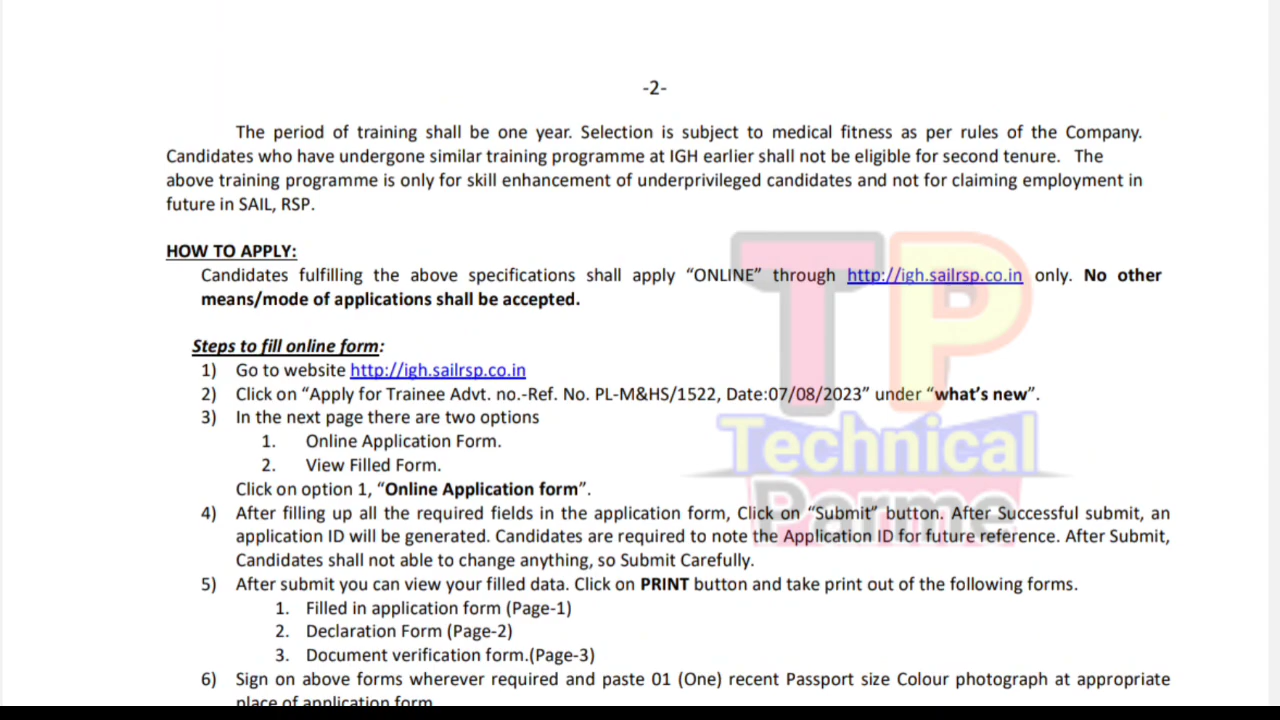 -2-
The period of training shall be one year. Selection is subject to medical fitness as per rules of the Company.
Candidates who have undergone similar training programme at IGH earlier shall not be eligible for second tenure. The
above training programme is only for skill enhancement of underprivileged candidates and not for claiming employment in
future in SAIL, RSP.
HOW TO APPLY:
Candidates fulfilling the above specifications shall apply “ONLINE” through http://igh.sailrsp.co.in only. No other
means/mode of applications shall be accepted.
Steps to fill online form:
1) Go to website http://igh.sailrsp.co.in
2) Click on “Apply for Trainee Advt. no.-Ref. No. PL-M&HS/1522, Date:07/08/2023” under “what’s new”.
3) In the next page there are two options
1. Online Application Form.
2. View Filled Form.
Click on option 1, “Online Application form”.
4) After filling up all the required fields in the application form, Click on “Submit” button. After Successful submit, an
application ID will be generated. Candidates are required to note the Application ID for future reference. After Submit,
Candidates shall not able to change anything, so Submit Carefully.
5) After submit you can view your filled data. Click on PRINT button and take print out of the following forms.
1. Filled in application form (Page-1)
2. Declaration Form (Page-2)
3. Document verification form.(Page-3)
6) Sign on above forms wherever required and paste 01 (One) recent Passport size Colour photograph at appropriate
place of application form
TP
Technical
Parme